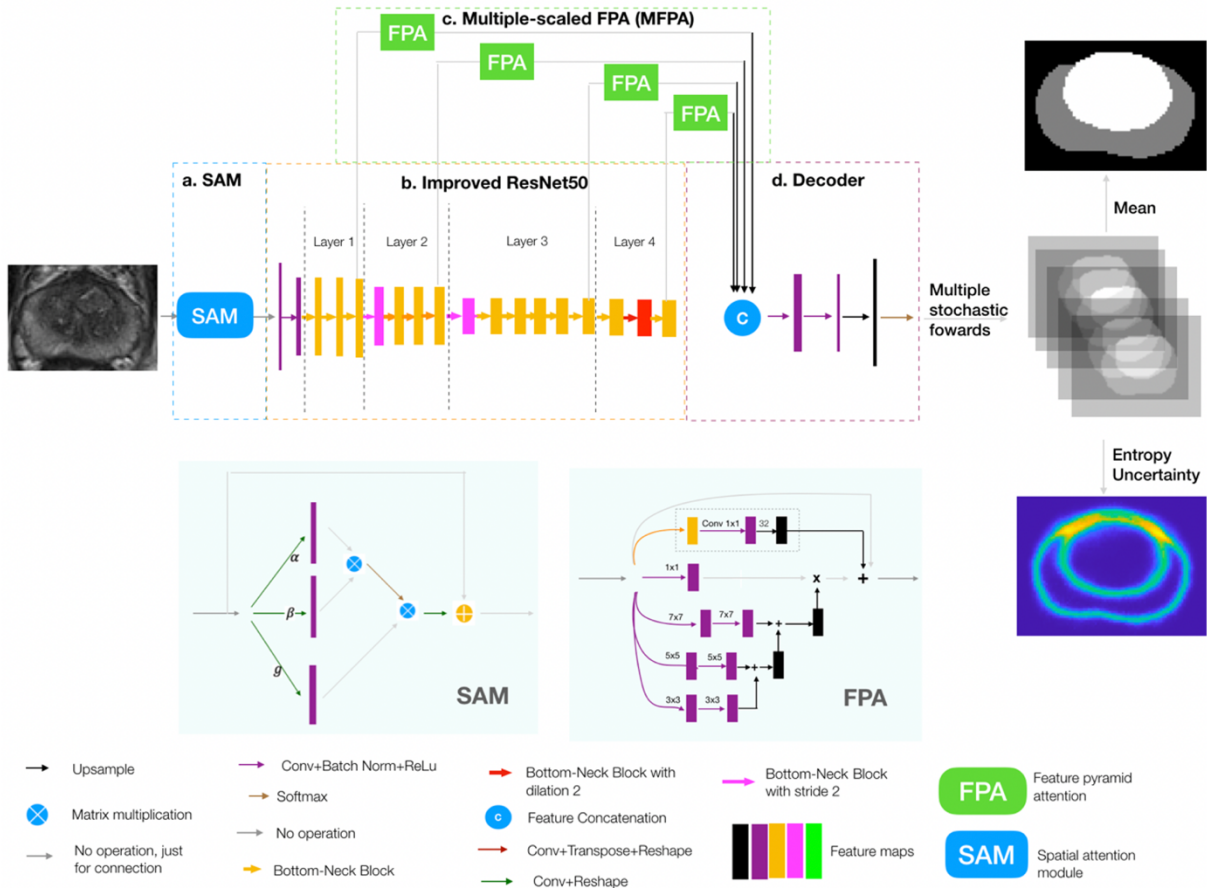 c. Multiple-scaled FPA (MFPA)
FPA
FPA
FPA
FPA
a. SAM
b. Improved ResNet50
d. Decoder
Layer 1
Layer 2
Layer 3
Layer 4
SAM
C
Multiple
stochastic
fowards
Mean
Entropy
Uncertainty
α
β
g
SAM
Conv 1x1
32
1x1
x
+
7x7
7x7
+
5x5
5x5
+
3x3
3x3
FPA
Upsample
Matrix multiplication
No operation, just
for connection
Conv+Batch Norm+ReLu
Softmax
No operation
Bottom-Neck Block
Bottom-Neck Block with
dilation 2
C
Feature Concatenation
Conv+Transpose+Reshape
Conv+Reshape
Bottom-Neck Block
with stride 2
Feature maps
FPA
Feature pyramid
attention
SAM
Spatial attention
module